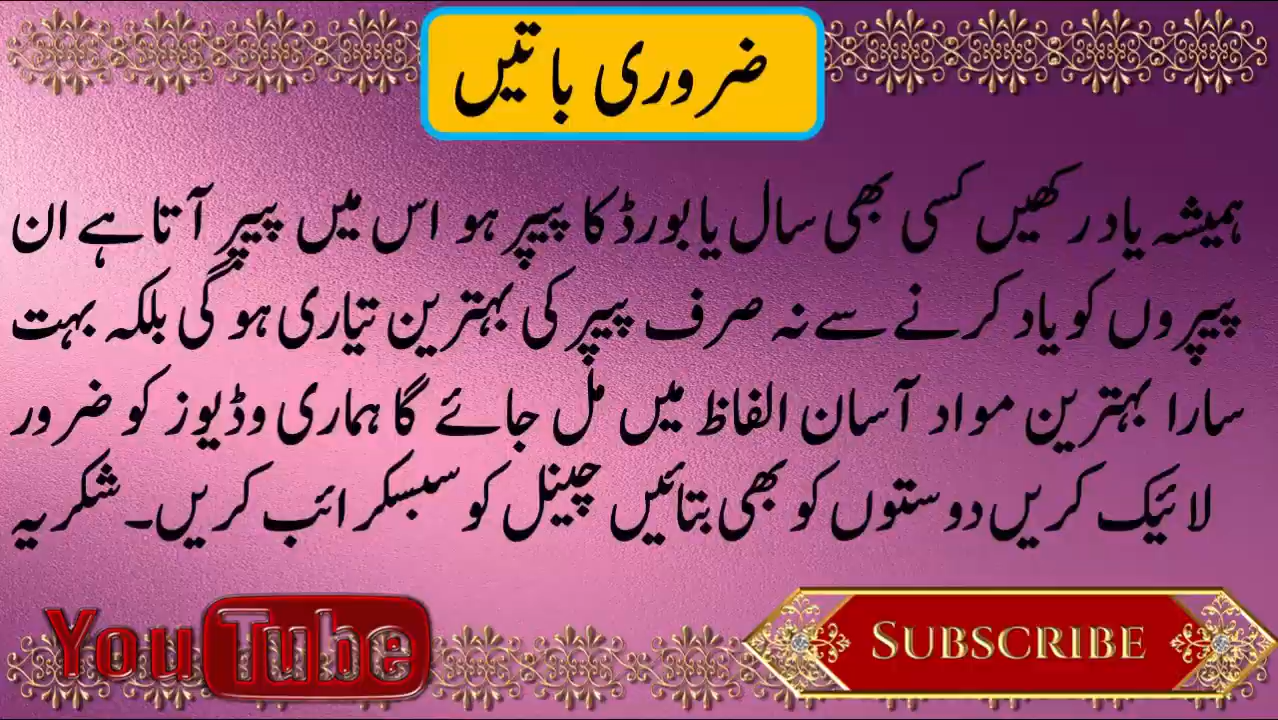 ضروری باتیں
ہمیشہ یاد رکھیں کسی بھی سال یا بورڈ کا پیپر ہو اس میں پیپر آتا ہے ان
پیپروں کو یاد کرنے سے نہ صرف پیپر کی بہترین تیاری ہو گی بلکہ بہت
سارا بہترین مواد آسان الفاظ میں مل جائے گا ہماری وڈیوز کو ضرور
لائیک کریں دوستوں کو بھی بتائیں چینل کو سبسکرائب کریں۔ شکریہ
YouTube
SUBSCRIBE